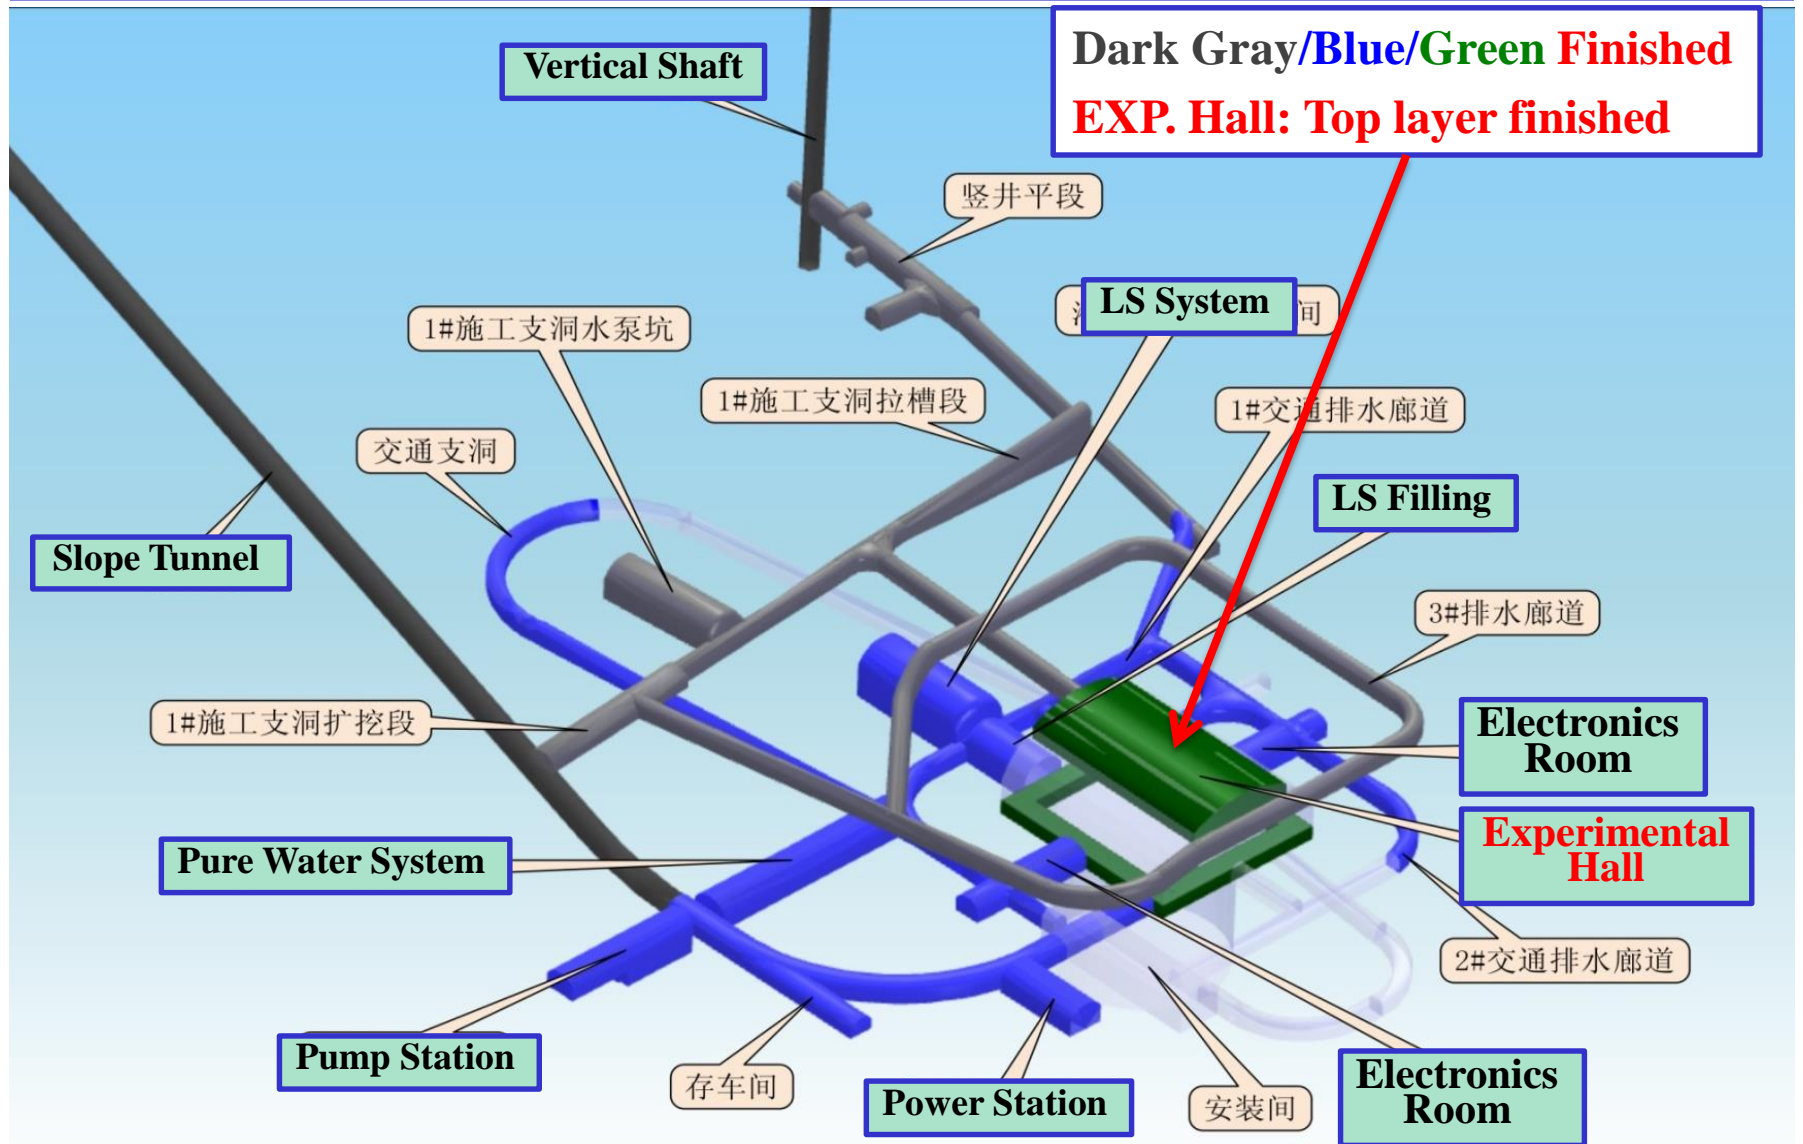 Dark Gray/Blue/Green Finished
EXP. Hall: Top layer finished
Vertical Shaft
竖井平段
LS System
间
1#施工支洞水泵坑
1#施工支洞拉槽段
1#交通排水廊道
交通支洞
LS Filling
Slope Tunnel
3#排水廊道
1#施工支洞扩挖段
Electronics
Room
Experimental
Hall
Pure Water System
2#交通排水廊道
Pump Station
存车间
Power Station
安装间
Electronics
Room